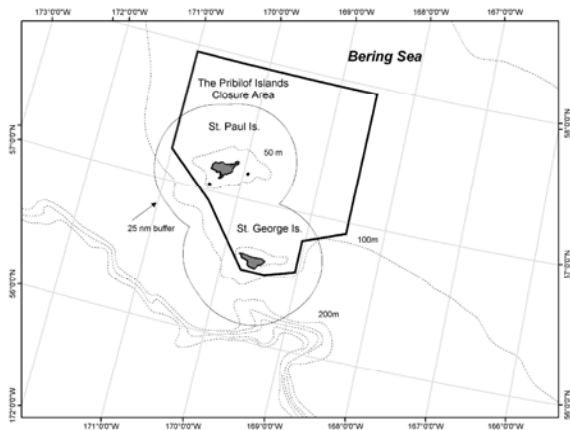 173°0'0"W
172°0'0"W
171°0'0"W
170°0'0"W
169°0'0"W
168°0'0"W
167°0'0"W
Bering Sea
The Pribilof Islands
Closure Area
St. Paul Is.
50 m
St. George Is.
25 nm buffer
100m
200m
57°0'0"N
56°0'0"N
172°0'0"W
58°0'0"N
57°0'0"N
56°0'0"N
171°0'0"W
170°0'0"W
169°0'0"W
168°0'0"W
167°0'0"W
166°0'0"W